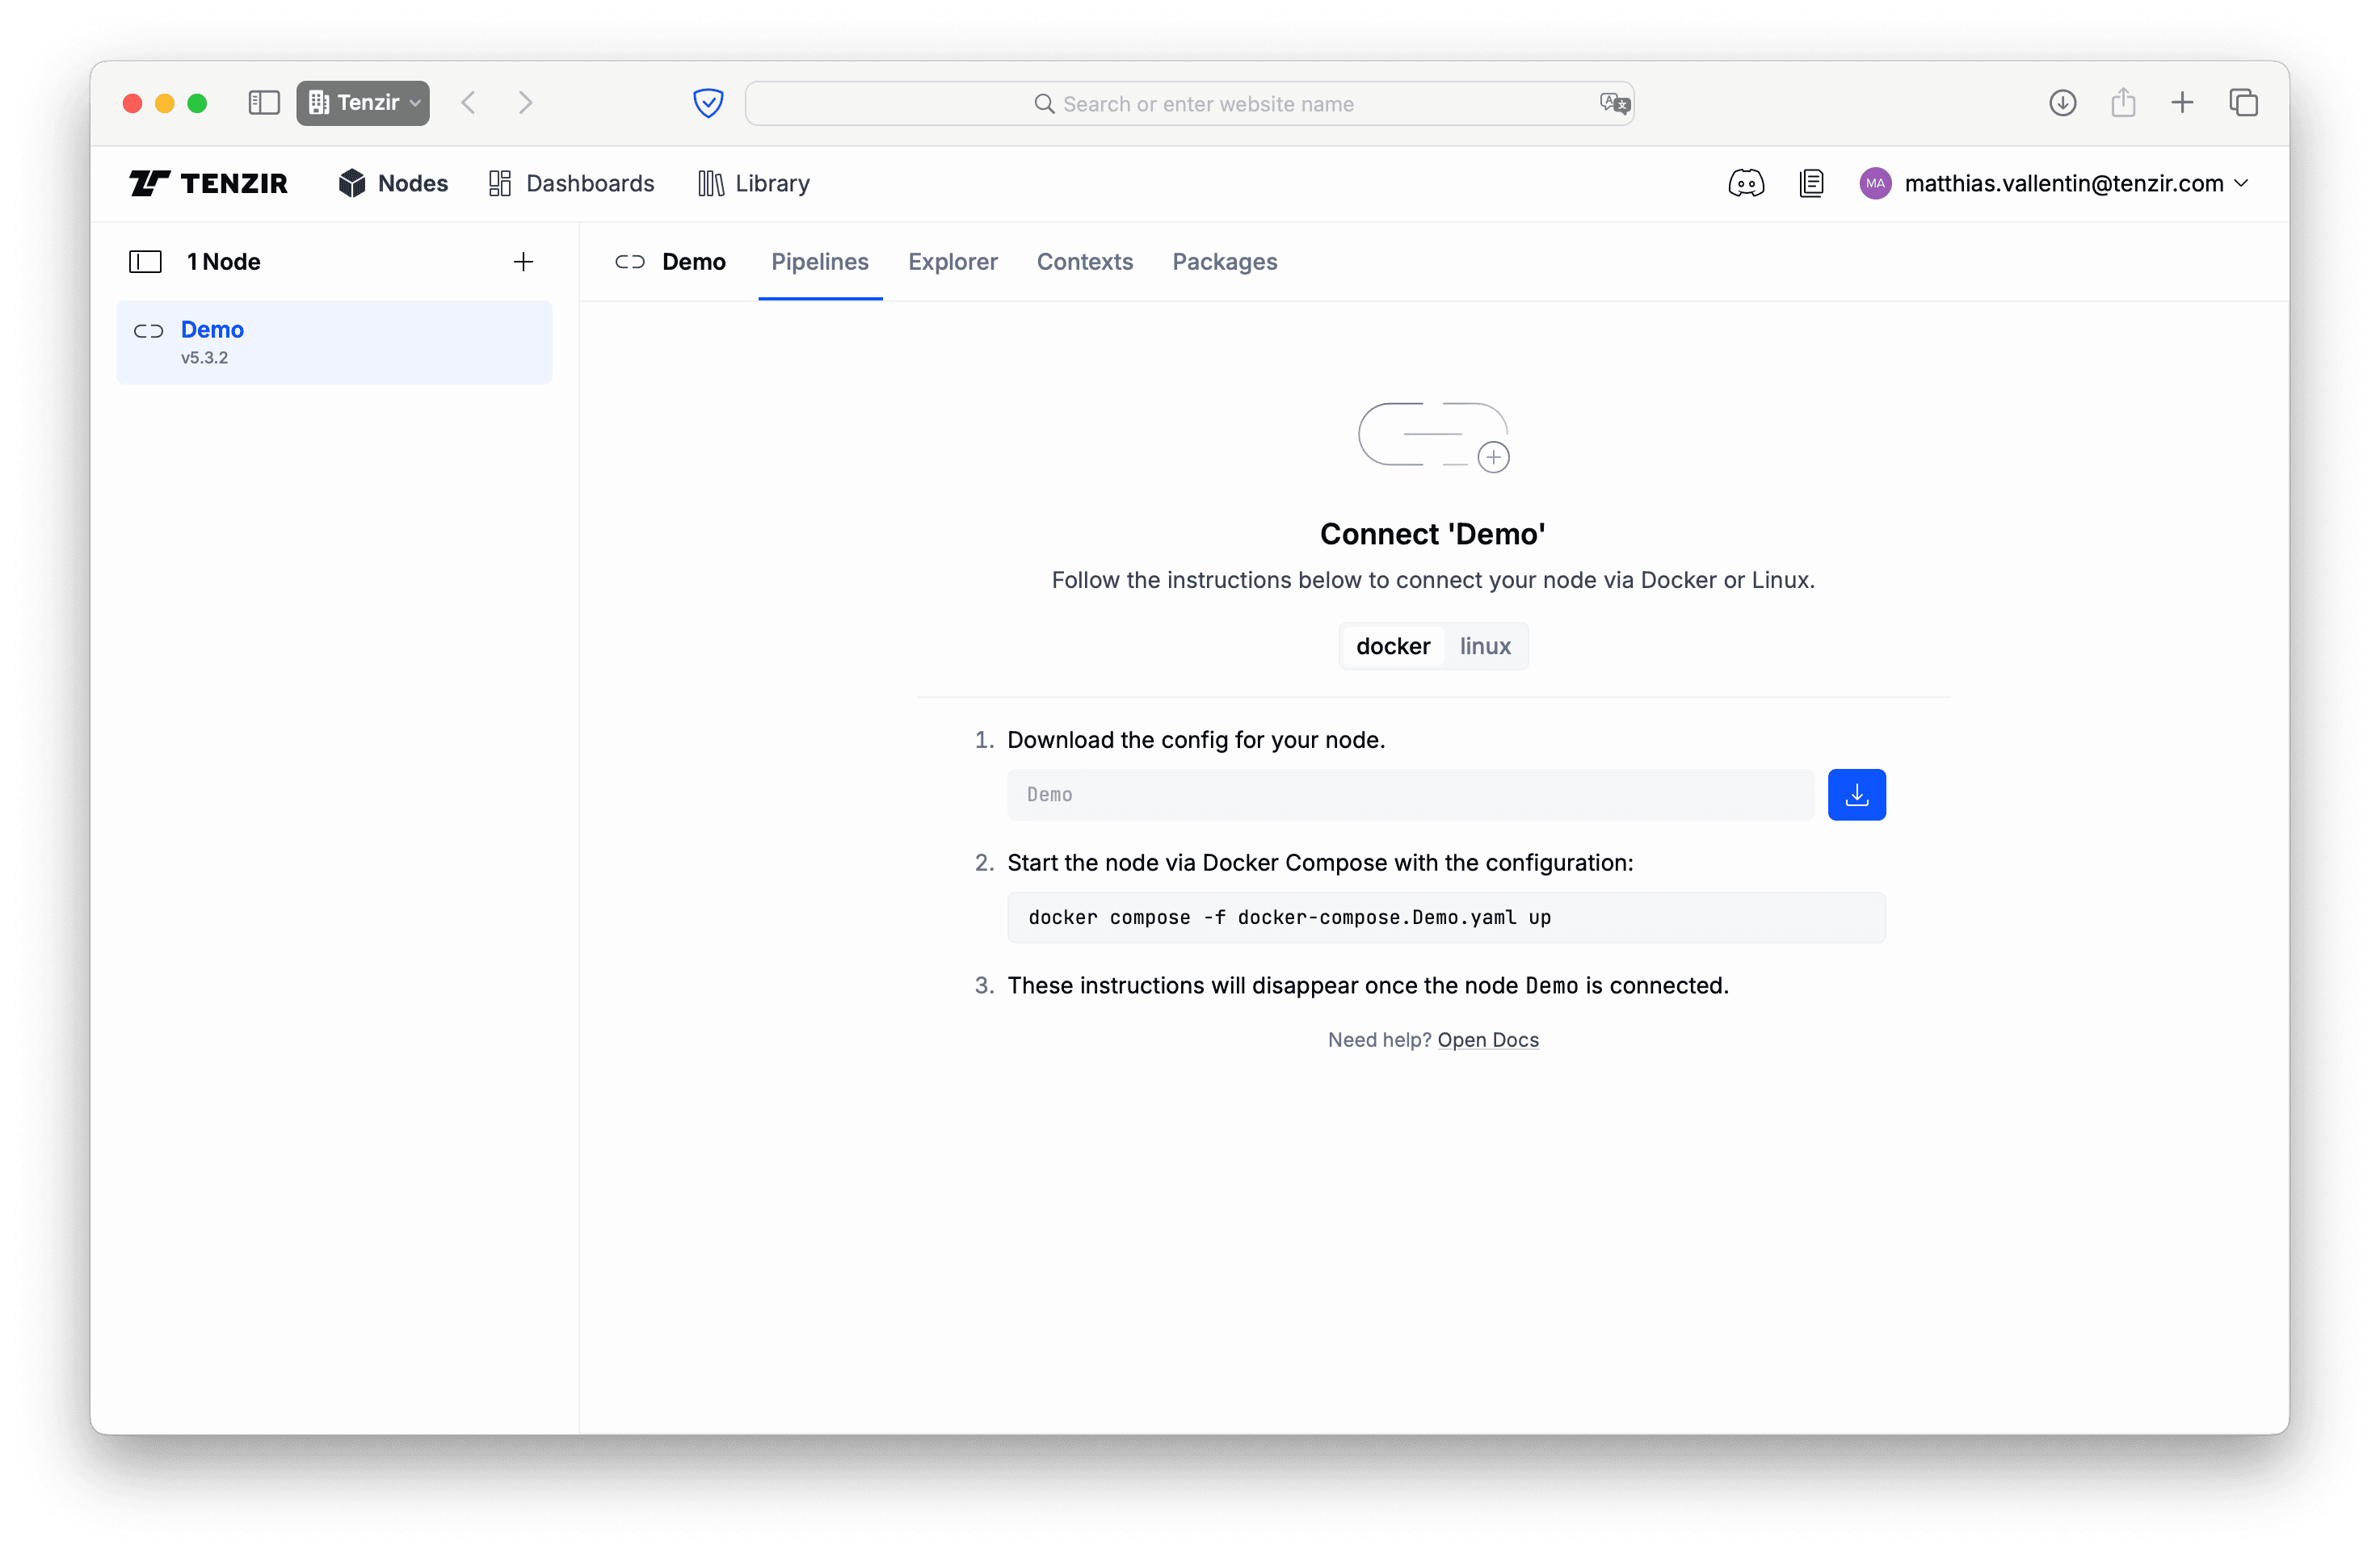 Tenzir
Search or enter website name
TENZIR
Nodes
Dashboards
Library
MA
matthias.vallentin@tenzir.com
1 Node
Demo
v5.3.2
Demo
Pipelines
Explorer
Contexts
Packages
Connect 'Demo'
Follow the instructions below to connect your node via Docker or Linux.
docker
linux
1. Download the config for your node.
Demo
2. Start the node via Docker Compose with the configuration:
docker compose -f docker-compose.Demo.yaml up
3. These instructions will disappear once the node Demo is connected.
Need help? Open Docs